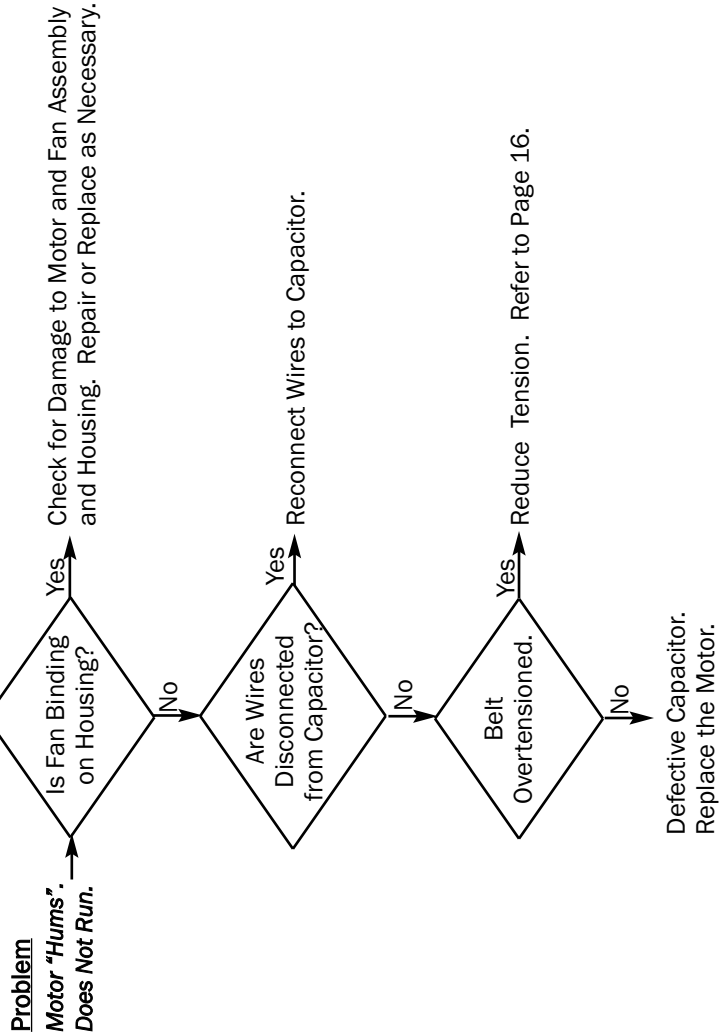 Problem
Motor “Hums”.
Does Not Run.
Is Fan Binding
on Housing?
Yes
Check for Damage to Motor and Fan Assembly
and Housing.  Repair or Replace as Necessary.
No
Are Wires
Disconnected
from Capacitor?
Yes
Reconnect Wires to Capacitor.
No
Belt
Overtensioned.
Yes
Reduce Tension.  Refer to Page 16.
No
Defective Capacitor.
Replace the Motor.